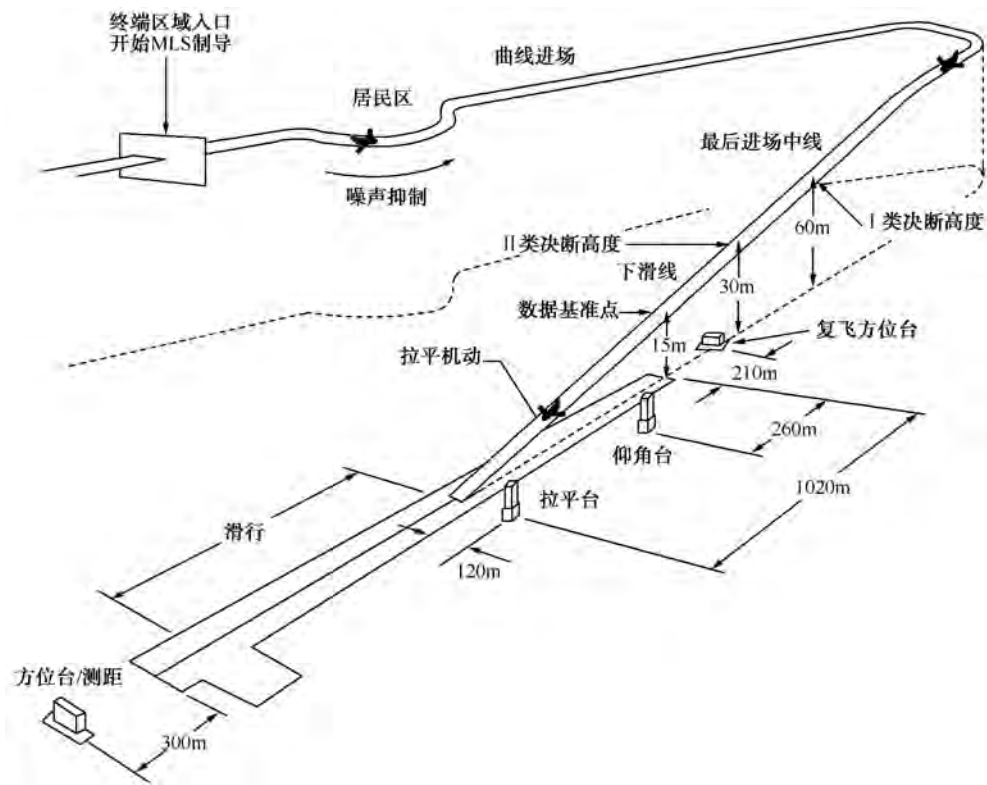 终端区域入口
开始MLS制导
曲线进场
居民区
噪声抑制
最后进场中线
Ⅰ类决断高度
60m
Ⅱ类决断高度
30m
下滑线
数据基准点
15m
复飞方位台
210m
拉平机动
260m
仰角台
1020m
拉平台
滑行
120m
方位台/测距
300m